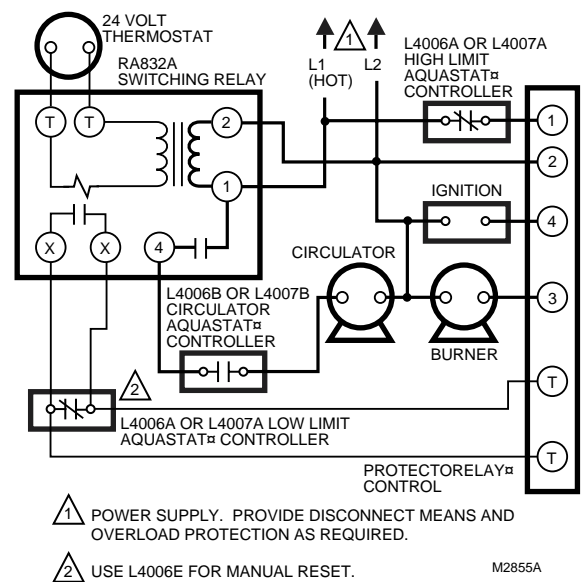 24 VOLT
THERMOSTAT
RA832A
SWITCHING RELAY
1
L1
(HOT)
L2
L4006A OR L4007A
HIGH LIMIT
AQUASTAT¤
CONTROLLER
T
T
2
1
1
2
IGNITION
4
X
X
4
CIRCULATOR
3
BURNER
L4006B OR L4007B
CIRCULATOR
AQUASTAT¤
CONTROLLER
2
T
L4006A OR L4007A LOW LIMIT
AQUASTAT¤ CONTROLLER
T
PROTECTORELAY¤
CONTROL
1 POWER SUPPLY. PROVIDE DISCONNECT MEANS AND
OVERLOAD PROTECTION AS REQUIRED.
2 USE L4006E FOR MANUAL RESET.
M2855A